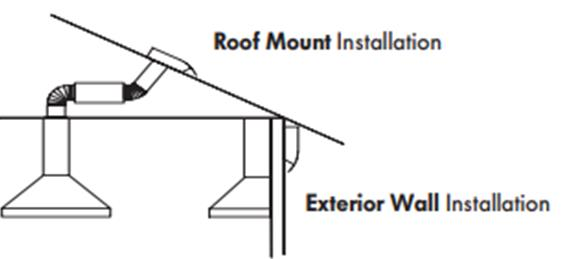 Roof Mount Installation
Exterior Wall Installation